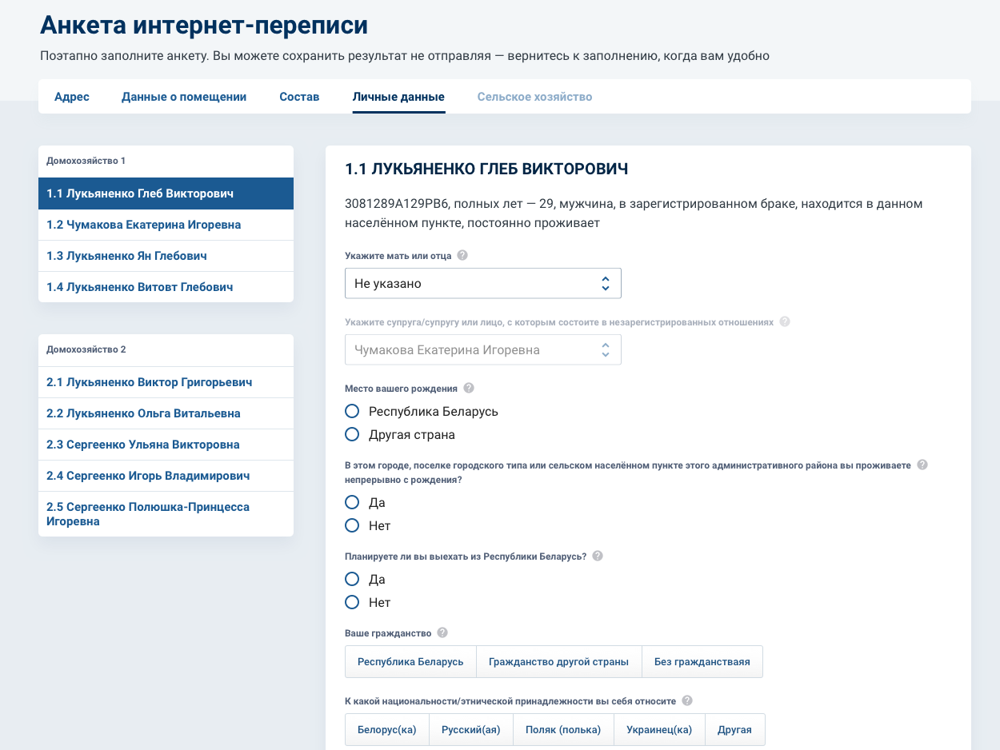 Анкета интернет-переписи
Поэтапно заполните анкету. Вы можете сохранить результат не отправляя — вернитесь к заполнению, когда вам удобно
Адрес Данные о помещении Состав Личные данные Сельское хозяйство
Домохозяйство 1
1.1 Лукьяненко Глеб Викторович
1.2 Чумакова Екатерина Игоревна
1.3 Лукьяненко Ян Глебович
1.4 Лукьяненко Витовт Глебович
Домохозяйство 2
2.1 Лукьяненко Виктор Григорьевич
2.2 Лукьяненко Ольга Витальевна
2.3 Сергеенко Ульяна Викторовна
2.4 Сергеенко Игорь Владимирович
2.5 Сергеенко Полюшка-Принцесса
Игоревна
1.1 ЛУКЬЯНЕНКО ГЛЕБ ВИКТОРОВИЧ
3081289A129PB6, полных лет — 29, мужчина, в зарегистрированном браке, находится в данном
населённом пункте, постоянно проживает
Укажите мать или отца ?
Не указано
Укажите супруга/супругу или лицо, с которым состоите в незарегистрированных отношениях ?
Чумакова Екатерина Игоревна
Место вашего рождения ?
Республика Беларусь
Другая страна
В этом городе, поселке городского типа или сельском населённом пункте этого административного района вы проживаете ?
непрерывно с рождения?
Да
Нет
Планируете ли вы выехать из Республики Беларусь? ?
Да
Нет
Ваше гражданство ?
Республика Беларусь Гражданство другой страны Без гражданстваяя
К какой национальности/этнической принадлежности вы себя относите ?
Белорус(ка) Русский(ая) Поляк (полька) Украинец(ка) Другая